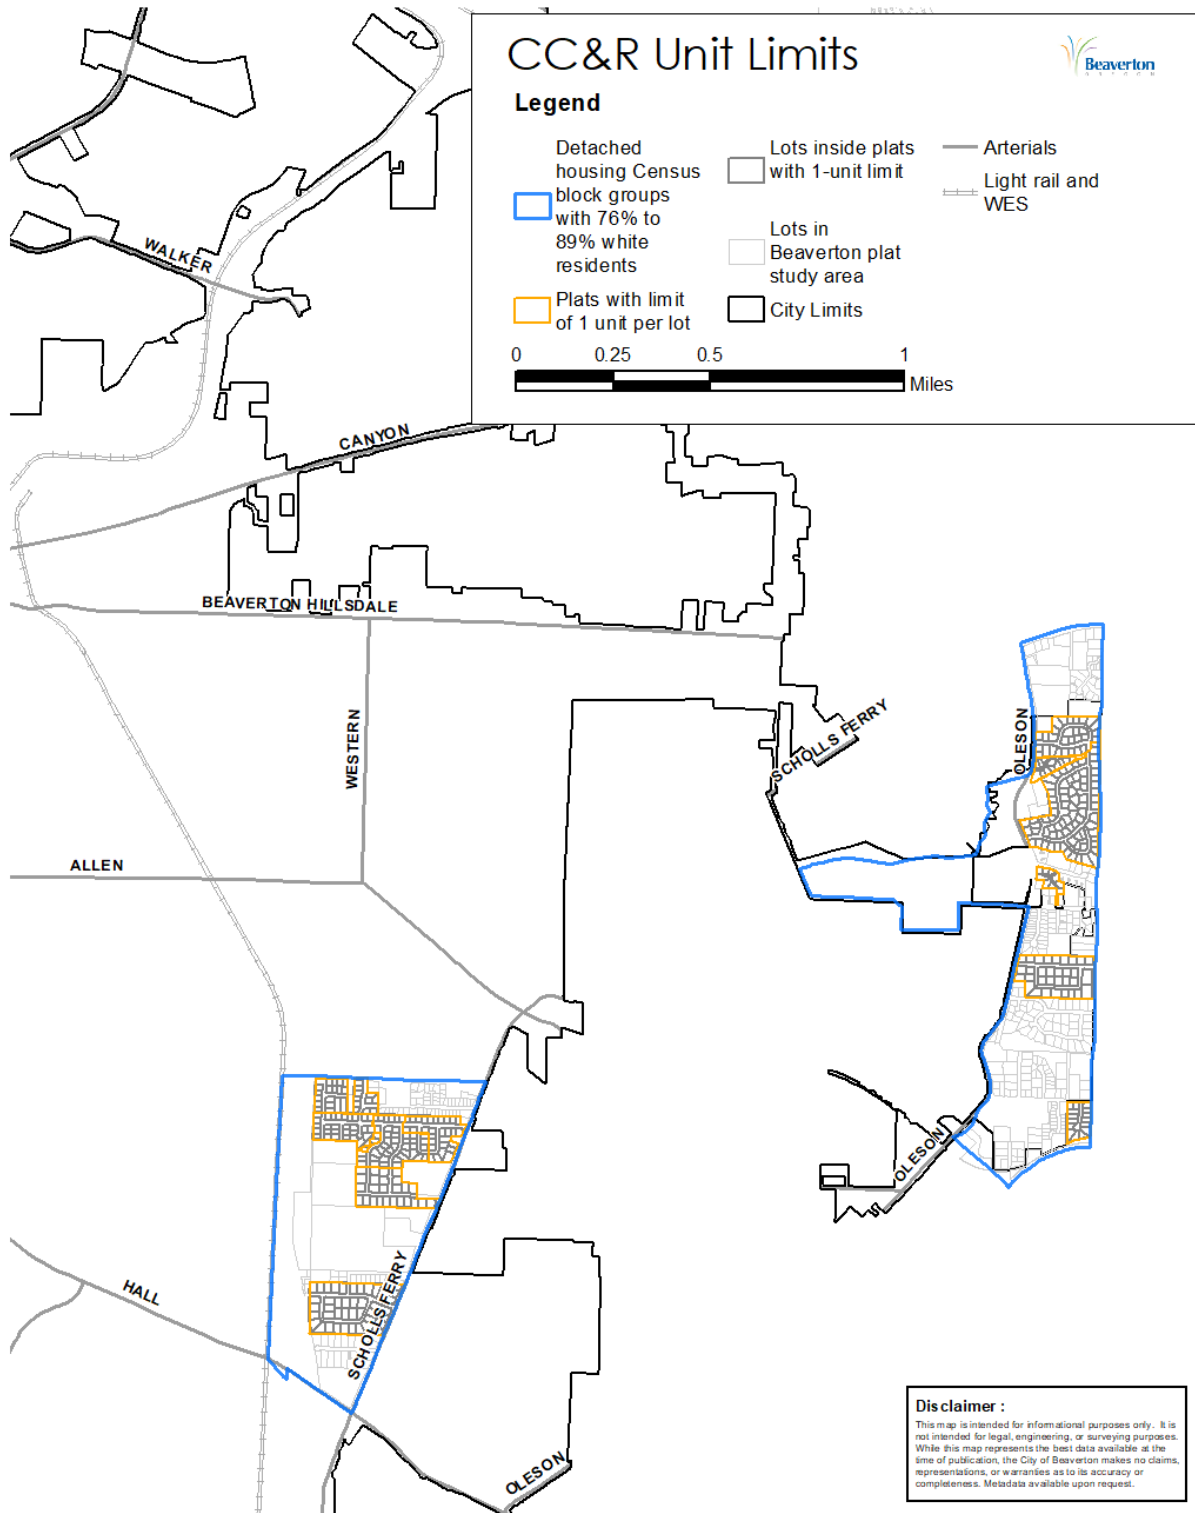 CC&R Unit Limits
Beaverton
OREGON
Legend
Detached
housing Census
block groups
with 76% to
89% white
residents
Plats with limit
of 1 unit per lot
Lots inside plats
with 1-unit limit
Lots in
Beaverton plat
study area
City Limits
Arterials
Light rail and
WES
0 0.25 0.5 1
Miles
WALKER
CANYON
BEAVERTON HILLSDALE
WESTERN
SCHOLLS FERRY
OLESON
ALLEN
OLESON
HALL
SCHOLLS FERRY
OLESON
Disclaimer :
This map is intended for informational purposes only. It is
not intended for legal, engineering, or surveying purposes.
While this map represents the best data available at the
time of publication, the City of Beaverton makes no claims,
representations, or warranties as to its accuracy or
completeness. Metadata available upon request.